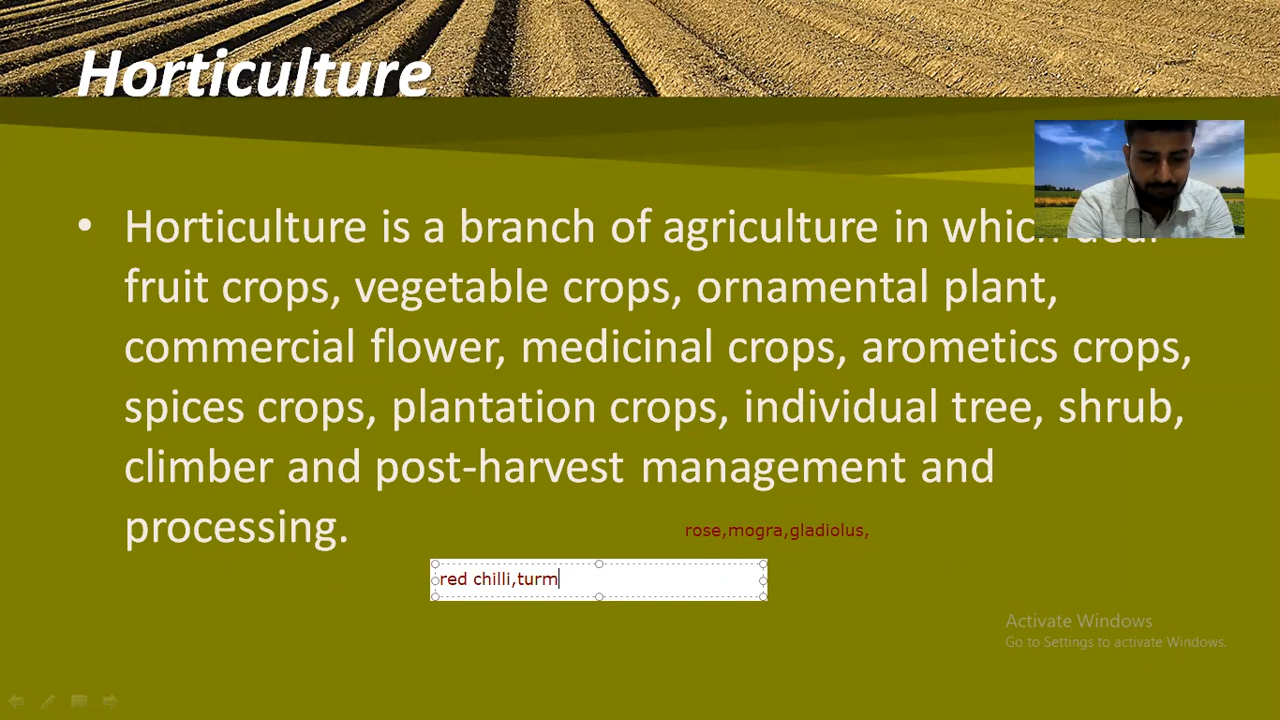 Horticulture
• Horticulture is a branch of agriculture in which deal
fruit crops, vegetable crops, ornamental plant,
commercial flower, medicinal crops, arometics crops,
spices crops, plantation crops, individual tree, shrub,
climber and post-harvest management and
processing.
rose,mogra,gladiolus,
red chilli,turm
Activate Windows
Go to Settings to activate Windows.